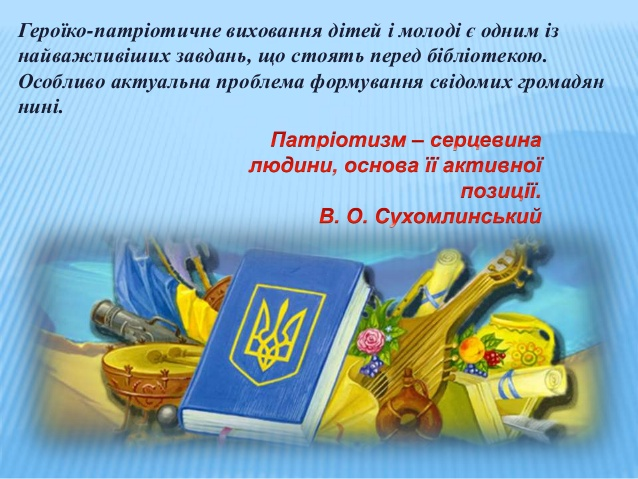 Героїко-патріотичне виховання дітей і молоді є одним із
найважливіших завдань, що стоять перед бібліотекою.
Особливо актуальна проблема формування свідомих громадян
нині.
Патріотизм – серцевина
людини, основа її активної
позиції.
В. О. Сухомлинський